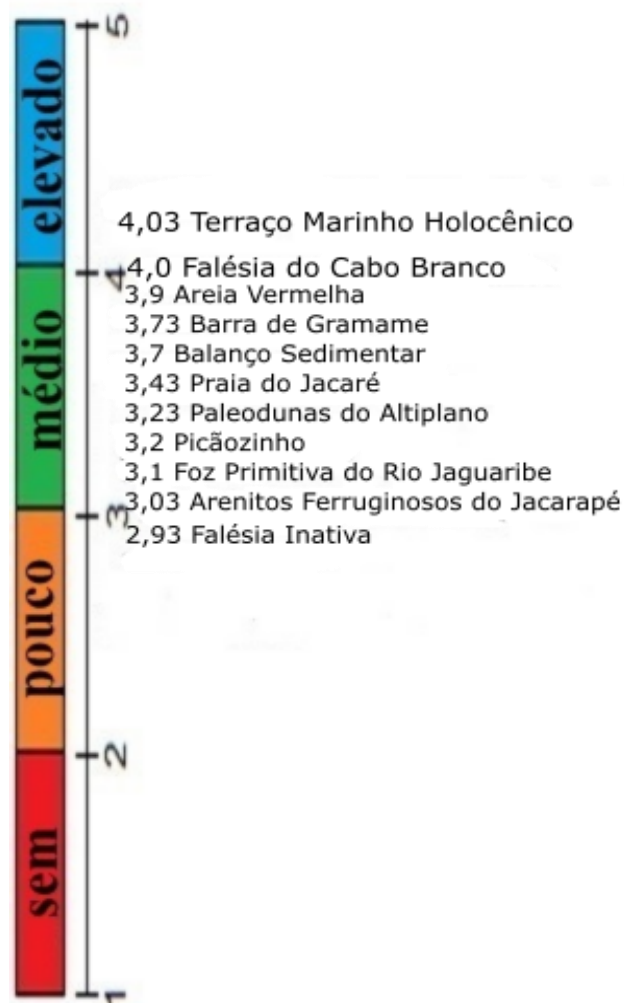 5
elevado
4,03 Terraço Marinho Holocênico
4
4,0 Falésia do Cabo Branco
3,9 Areia Vermelha
médio
3,73 Barra de Gramame
3,7 Balanço Sedimentar
3,43 Praia do Jacaré
3,23 Paleodunas do Altiplano
3,2 Picãozinho
3,1 Foz Primitiva do Rio Jaguaribe
3,03 Arenitos Ferruginosos do Jacarapé
3
2,93 Falésia Inativa
pouco
2
sem
1